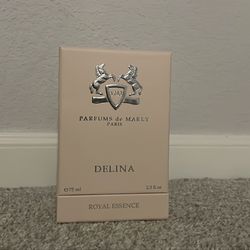 PARFUMS de MARLY
PARIS
DELINA
℮ 75 ml 2.5 fl.oz
ROYAL ESSENCE